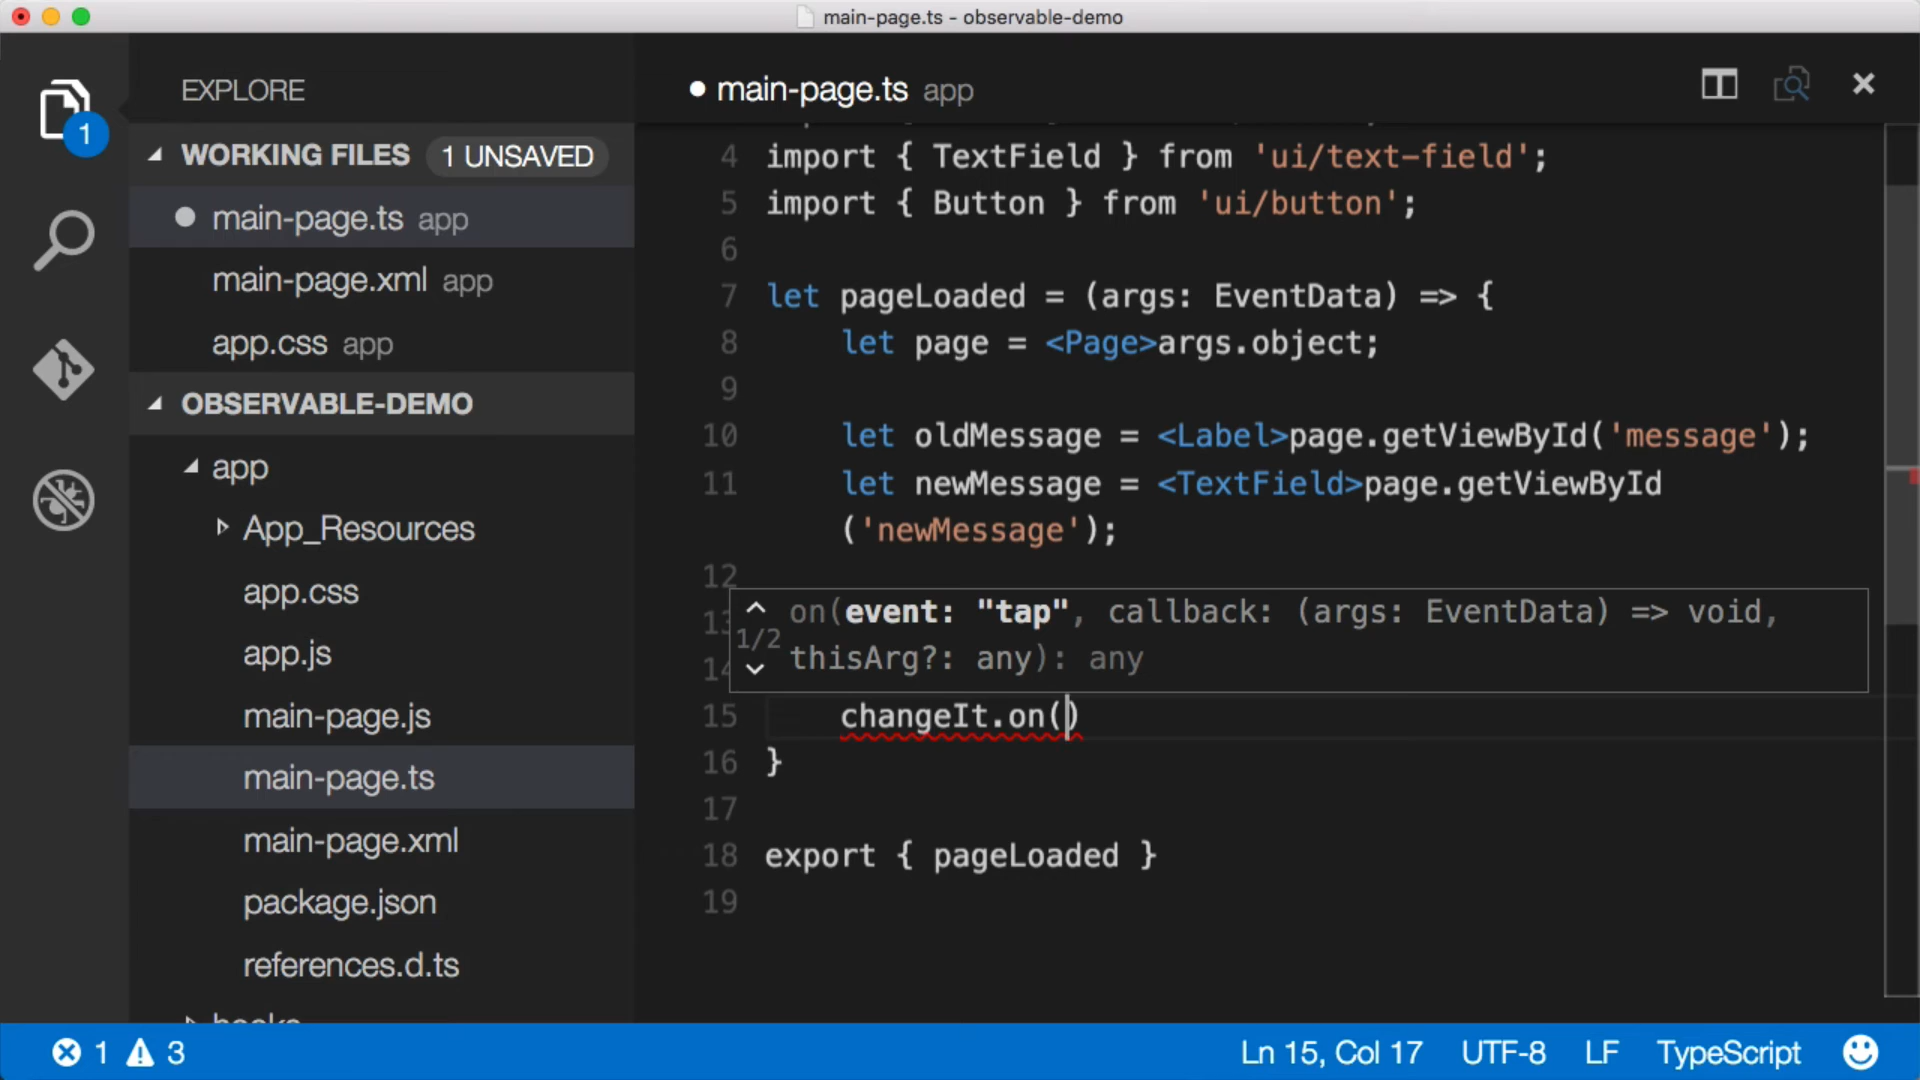 main-page.ts - observable-demo
EXPLORE
1
WORKING FILES 1 UNSAVED
main-page.ts app
main-page.xml app
app.css app
OBSERVABLE-DEMO
app
App_Resources
app.css
app.js
main-page.js
main-page.ts
main-page.xml
package.json
references.d.ts
main-page.ts app
4 import { TextField } from 'ui/text-field';
5 import { Button } from 'ui/button';
6
7 let pageLoaded = (args: EventData) => {
8 let page = <Page>args.object;
9
10 let oldMessage = <Label>page.getViewById('message');
11 let newMessage = <TextField>page.getViewById
('newMessage');
12
on(event: "tap", callback: (args: EventData) => void,
1/2
thisArg?: any): any
15 changeIt.on()
16 }
17
18 export { pageLoaded }
19
1 3 Ln 15, Col 17 UTF-8 LF TypeScript